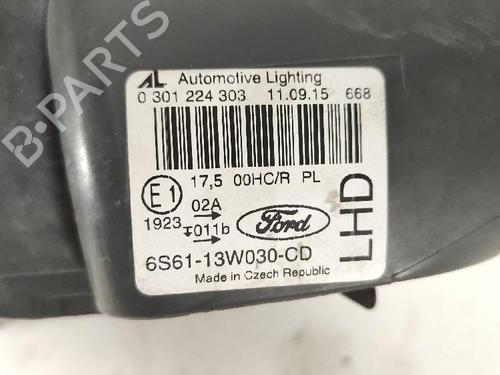 AL Automotive Lighting
0 301 224 303 11.09.15 668
E1 17,5 00HC/R PL
02A
1923 011b
Ford
LHD
6S61-13W030-CD
Made in Czech Republic
B-PARTS